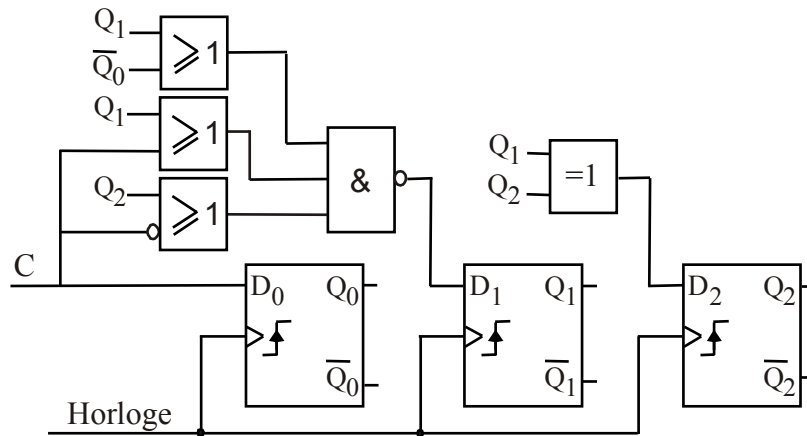 Q1
≥1
Q̅0
Q1
≥1
Q2
≥1
&
Q1
Q2
=1
C
D0 Q0
Q̅0
D1 Q1
Q̅1
D2 Q2
Q̅2
Horloge